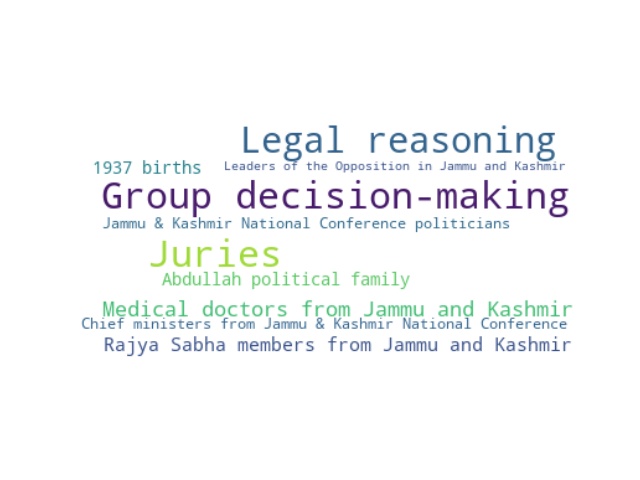 Legal reasoning
1937 births
Leaders of the Opposition in Jammu and Kashmir
Group decision-making
Jammu & Kashmir National Conference politicians
Juries
Abdullah political family
Medical doctors from Jammu and Kashmir
Chief ministers from Jammu & Kashmir National Conference
Rajya Sabha members from Jammu and Kashmir